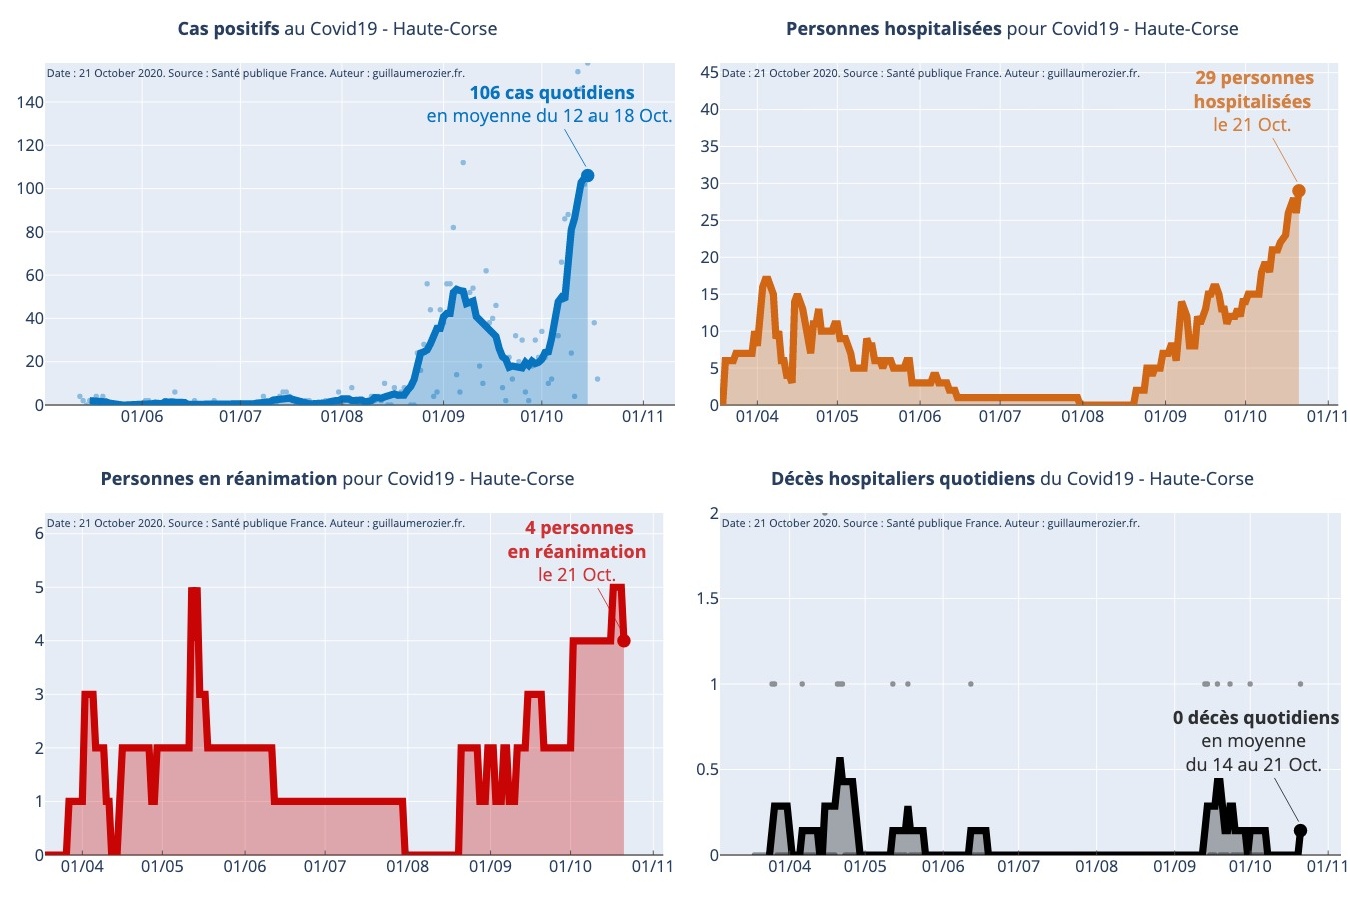 Cas positifs au Covid19 - Haute-Corse
Date : 21 October 2020. Source : Santé publique France. Auteur : guillaumerozier.fr.
106 cas quotidiens
en moyenne du 12 au 18 Oct.
140
120
100
80
60
40
20
0
01/06 01/07 01/08 01/09 01/10 01/11
Personnes hospitalisées pour Covid19 - Haute-Corse
Date : 21 October 2020. Source : Santé publique France. Auteur : guillaumerozier.fr.
29 personnes
hospitalisées
le 21 Oct.
45
40
35
30
25
20
15
10
5
0
01/04 01/05 01/06 01/07 01/08 01/09 01/10 01/11
Personnes en réanimation pour Covid19 - Haute-Corse
Date : 21 October 2020. Source : Santé publique France. Auteur : guillaumerozier.fr.
4 personnes
en réanimation
le 21 Oct.
6
5
4
3
2
1
0
01/04 01/05 01/06 01/07 01/08 01/09 01/10 01/11
Décès hospitaliers quotidiens du Covid19 - Haute-Corse
Date : 21 October 2020. Source : Santé publique France. Auteur : guillaumerozier.fr.
0 décès quotidiens
en moyenne
du 14 au 21 Oct.
2
1.5
1
0.5
0
01/04 01/05 01/06 01/07 01/08 01/09 01/10 01/11